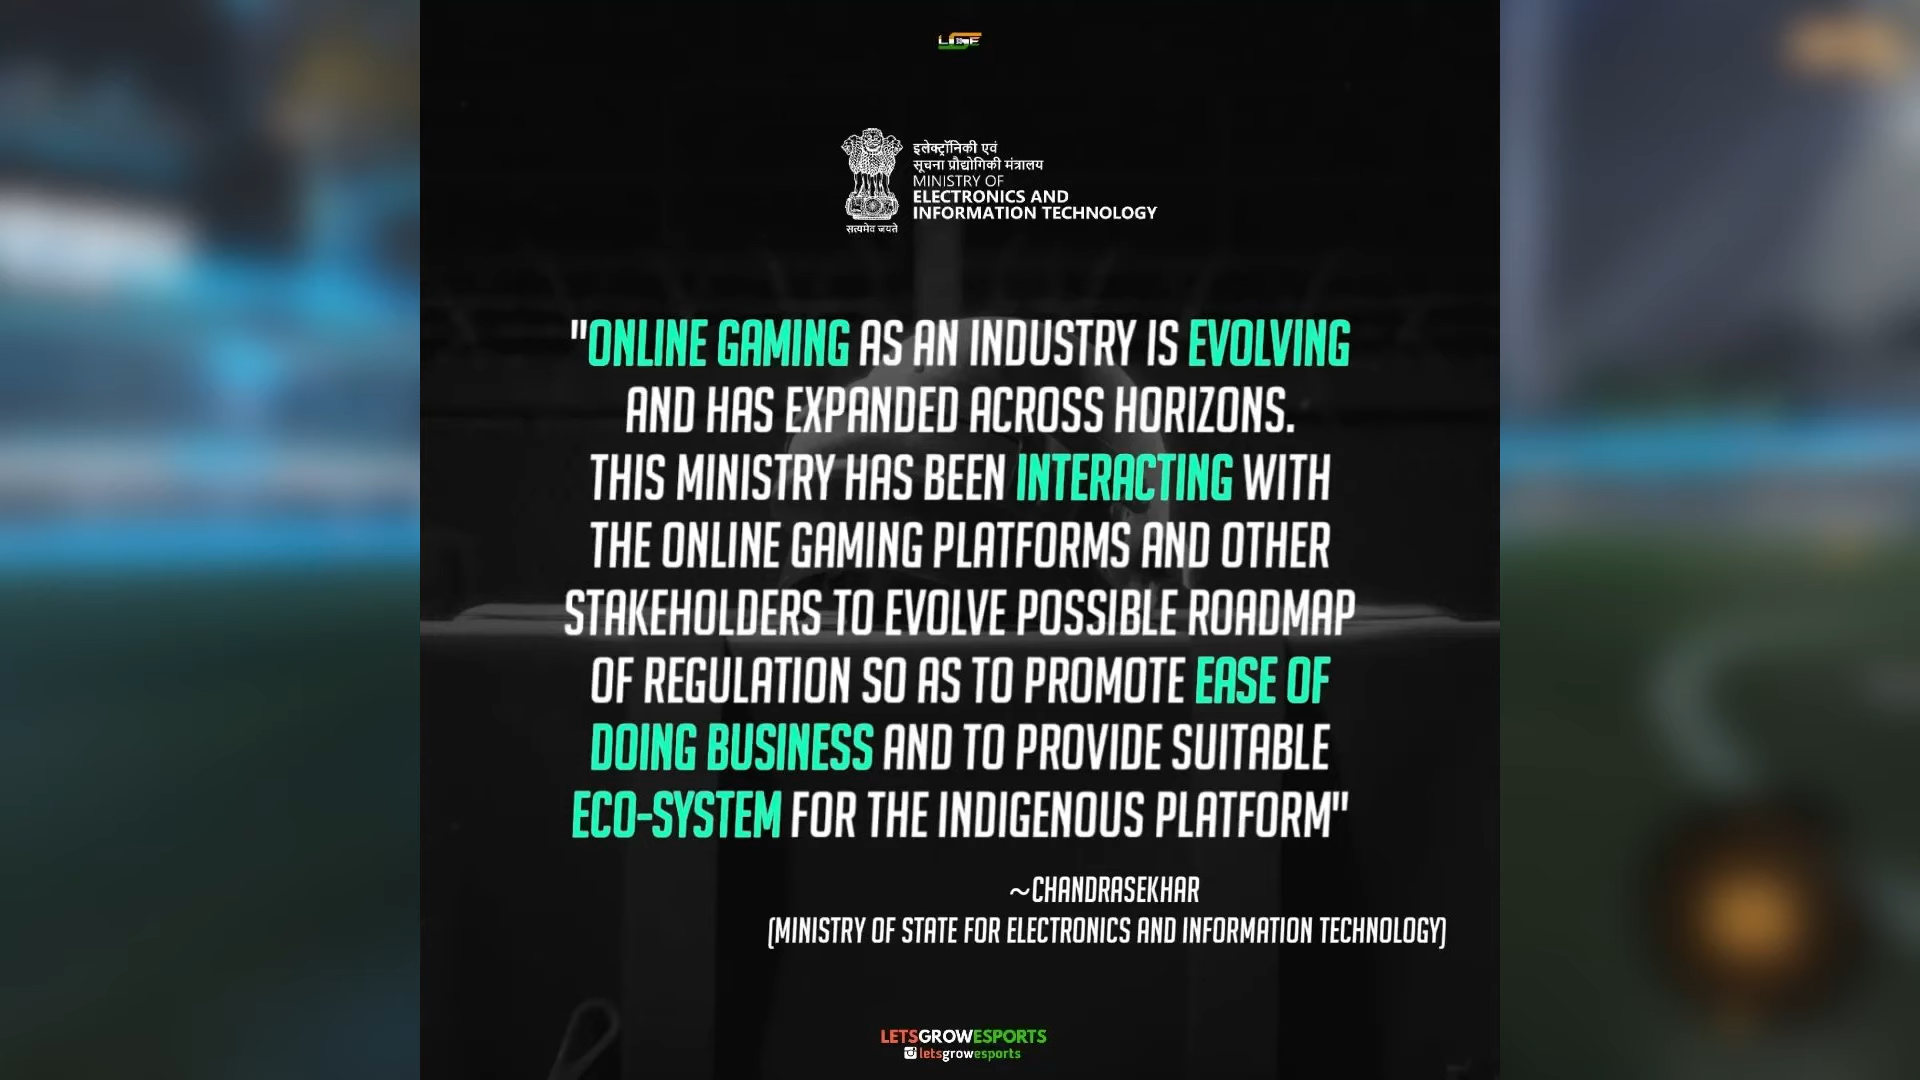 इलेक्ट्रॉनिकी एवं
सूचना प्रौद्योगिकी मंत्रालय
MINISTRY OF
ELECTRONICS AND
INFORMATION TECHNOLOGY
सत्यमेव जयते
"ONLINE GAMING AS AN INDUSTRY IS EVOLVING
AND HAS EXPANDED ACROSS HORIZONS.
THIS MINISTRY HAS BEEN INTERACTING WITH
THE ONLINE GAMING PLATFORMS AND OTHER
STAKEHOLDERS TO EVOLVE POSSIBLE ROADMAP
OF REGULATION SO AS TO PROMOTE EASE OF
DOING BUSINESS AND TO PROVIDE SUITABLE
ECO-SYSTEM FOR THE INDIGENOUS PLATFORM"
~CHANDRASEKHAR
(MINISTRY OF STATE FOR ELECTRONICS AND INFORMATION TECHNOLOGY)
LETSGROWESPORTS
letsgrowesports